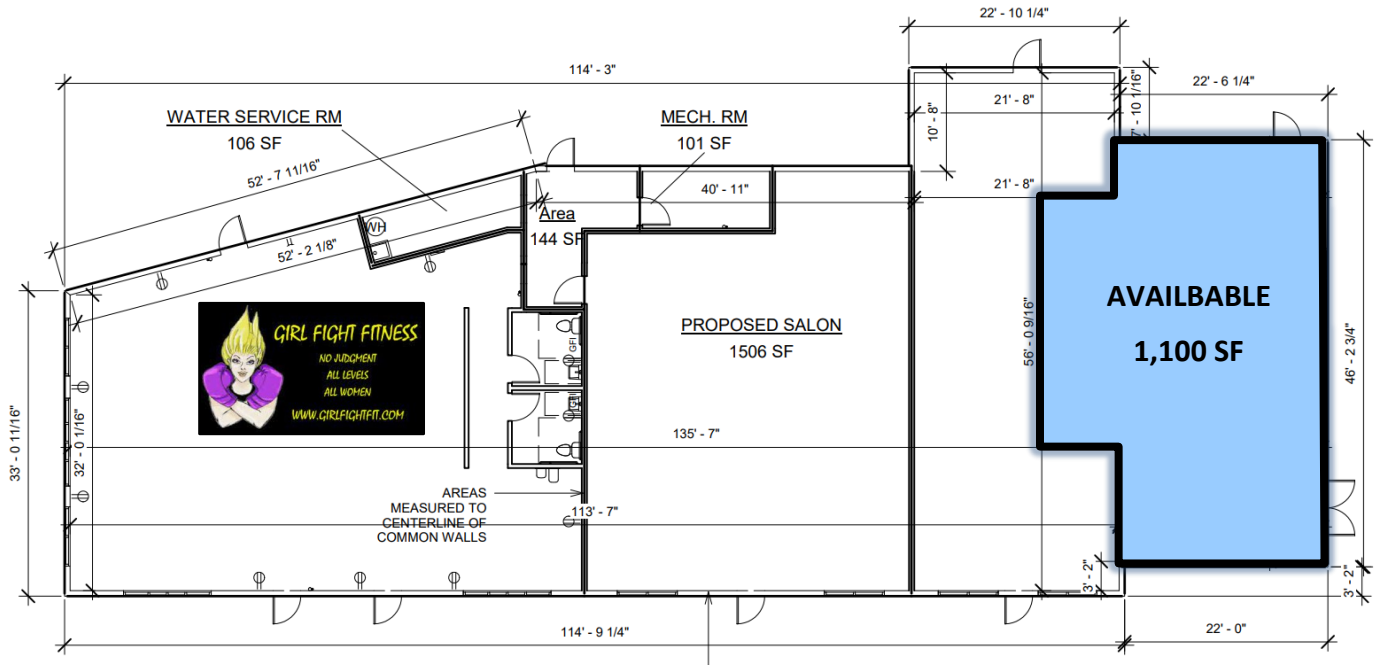 22' - 10 1/4"
114' - 3"
22' - 6 1/4"
7' - 10 1/16"
21' - 8"
10' - 8"
WATER SERVICE RM
106 SF
MECH. RM
101 SF
52' - 7 11/16"
40' - 11"
21' - 8"
WH
Area
144 SF
52' - 2 1/8"
GIRL FIGHT FITNESS
NO JUDGMENT
ALL LEVELS
ALL WOMEN
WWW.GIRLFIGHTFIT.COM
GFI
GFI
PROPOSED SALON
1506 SF
AVAILBABLE
1,100 SF
56' - 0 9/16"
46' - 2 3/4"
33' - 0 11/16"
32' - 0 1/16"
135' - 7"
AREAS
MEASURED TO
CENTERLINE OF
COMMON WALLS
113' - 7"
3' - 2"
3' - 2"
114' - 9 1/4"
22' - 0"